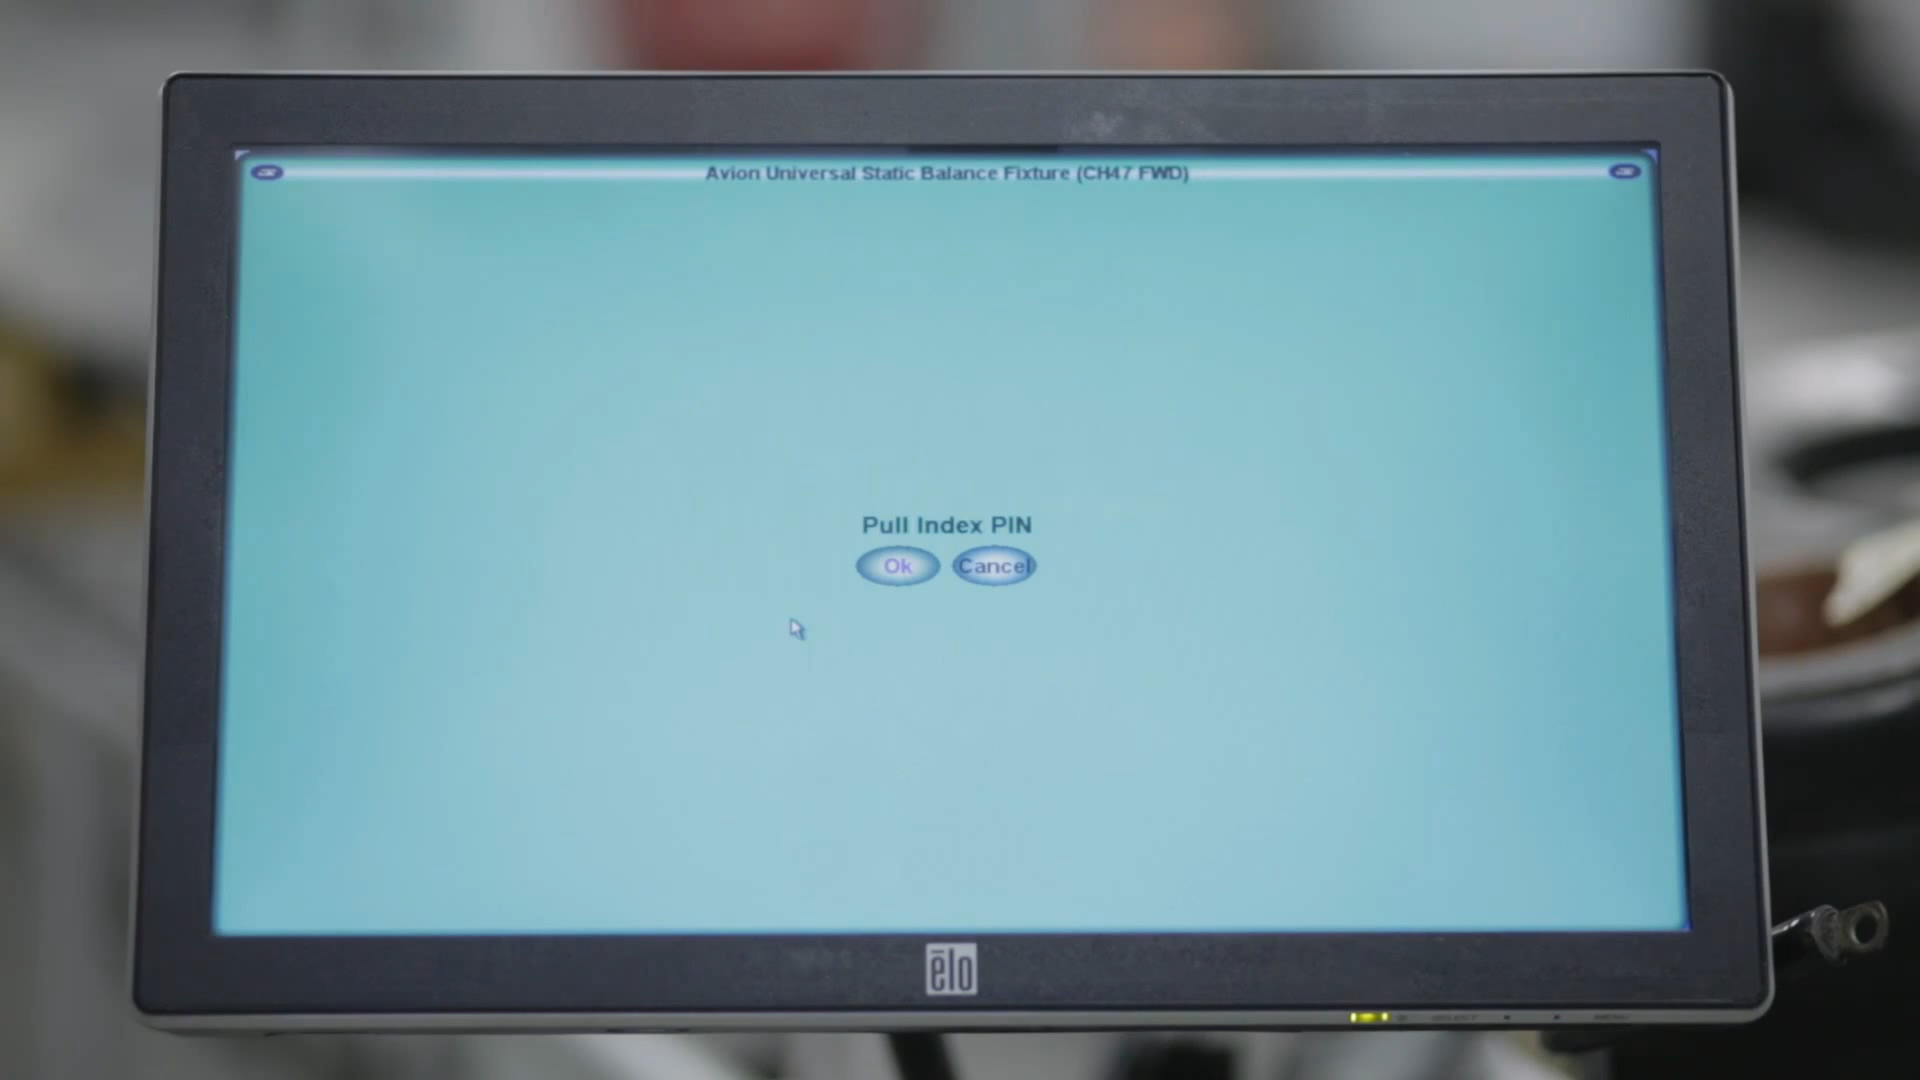 Avion Universal Static Balance Fixture (CH47 FWD)
Pull Index PIN
Ok Cancel
elo